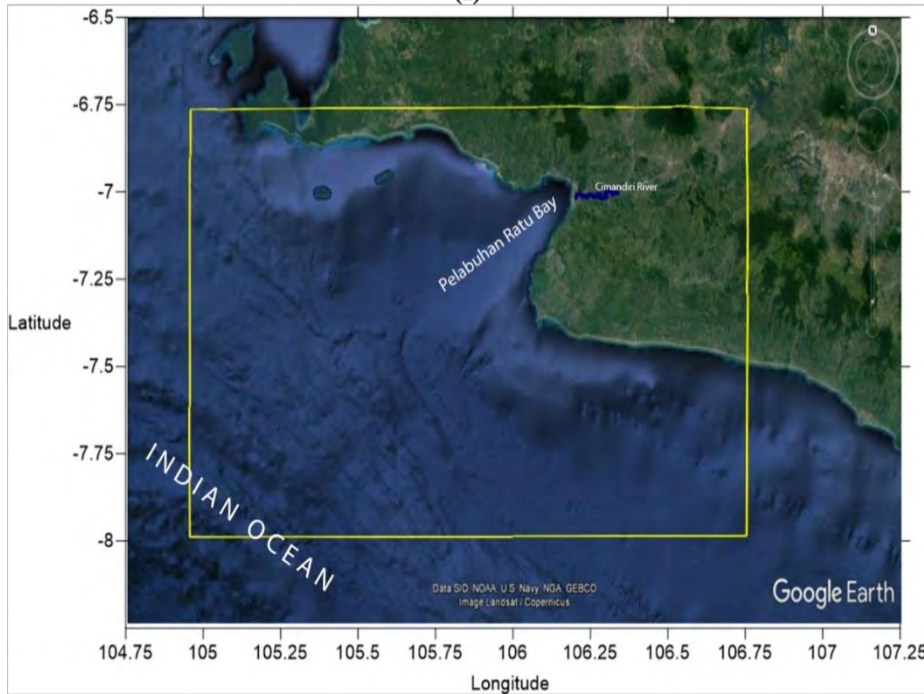 -6.5
-6.75
-7
-7.25
-7.5
-7.75
-8
Latitude
N
Cimandiri River
Pelabuhan Ratu Bay
INDIAN OCEAN
Data SIO, NOAA, U.S. Navy, NGA, GEBCO
Image Landsat / Copernicus
Google Earth
104.75 105 105.25 105.5 105.75 106 106.25 106.5 106.75 107 107.25
Longitude